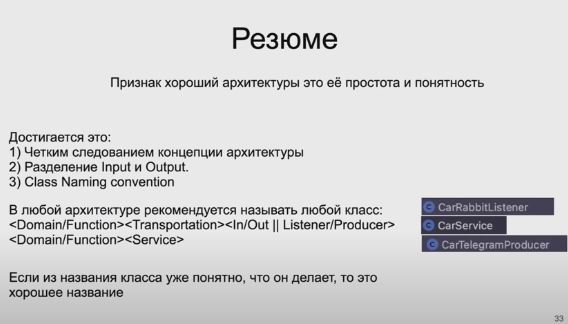 Резюме
Признак хороший архитектуры это её простота и понятность
Достигается это:
1) Четким следованием концепции архитектуры
2) Разделение Input и Output.
3) Class Naming convention
В любой архитектуре рекомендуется называть любой класс:
<Domain/Function><Transportation><In/Out || Listener/Producer>
<Domain/Function><Service>
C CarRabbitListener
C CarService
C CarTelegramProducer
Если из названия класса уже понятно, что он делает, то это
хорошее название
33